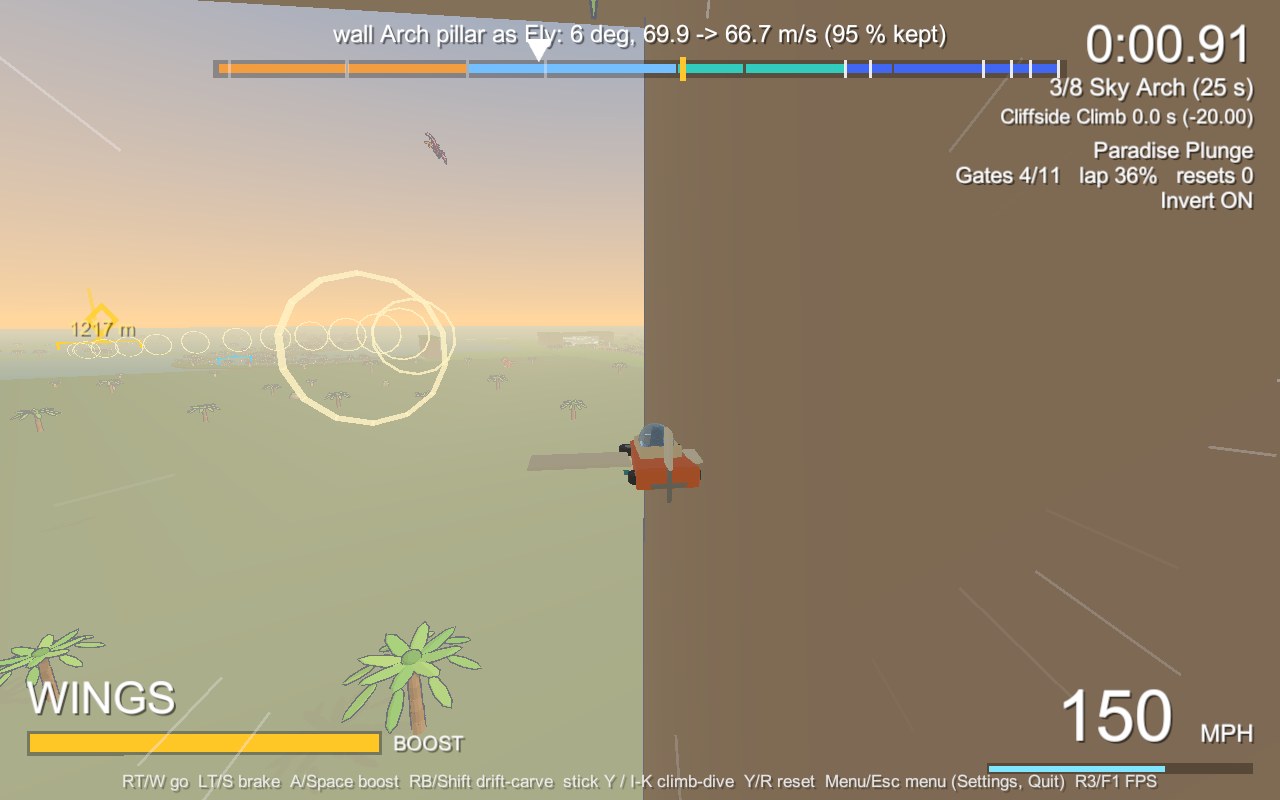 wall Arch pillar as Fly: 6 deg, 69.9 -> 66.7 m/s (95 % kept)
0:00.91
3/8 Sky Arch (25 s)
Cliffside Climb 0.0 s (-20.00)
Paradise Plunge
Gates 4/11 lap 36% resets 0
Invert ON
1217 m
WINGS
BOOST
150 MPH
RT/W go LT/S brake A/Space boost RB/Shift drift-carve stick Y / I-K climb-dive Y/R reset Menu/Esc menu (Settings, Quit) R3/F1 FPS